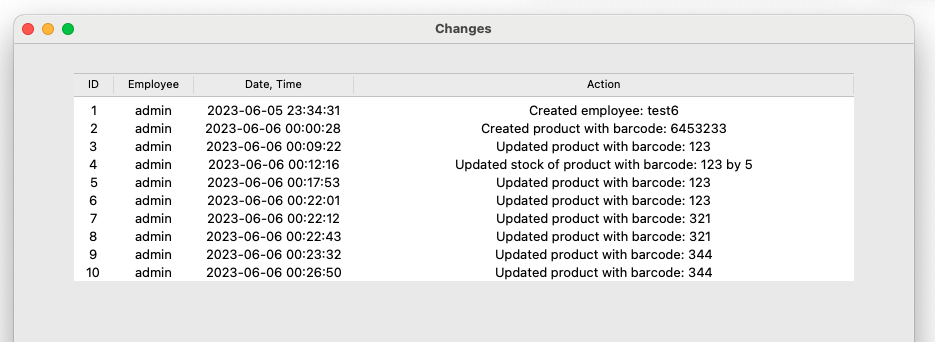 Changes
ID Employee Date, Time Action
1 admin 2023-06-05 23:34:31 Created employee: test6
2 admin 2023-06-06 00:00:28 Created product with barcode: 6453233
3 admin 2023-06-06 00:09:22 Updated product with barcode: 123
4 admin 2023-06-06 00:12:16 Updated stock of product with barcode: 123 by 5
5 admin 2023-06-06 00:17:53 Updated product with barcode: 123
6 admin 2023-06-06 00:22:01 Updated product with barcode: 123
7 admin 2023-06-06 00:22:12 Updated product with barcode: 321
8 admin 2023-06-06 00:22:43 Updated product with barcode: 321
9 admin 2023-06-06 00:23:32 Updated product with barcode: 344
10 admin 2023-06-06 00:26:50 Updated product with barcode: 344